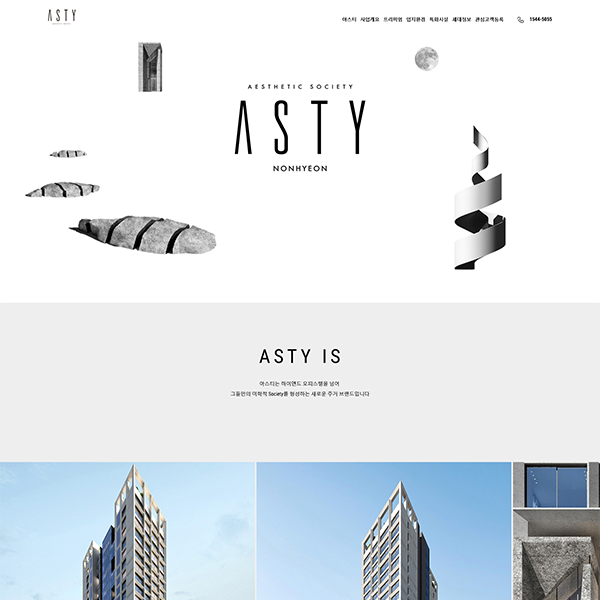 ASTY
아스티 사업개요 프리미엄 입지환경 특화시설 세대정보 관심고객등록 1544-5055
AESTHETIC SOCIETY
ASTY
NONHYEON
ASTY IS
아스티는 하이엔드 오피스텔을 넘어
그들만의 미학적 Society를 형성하는 새로운 주거 브랜드입니다